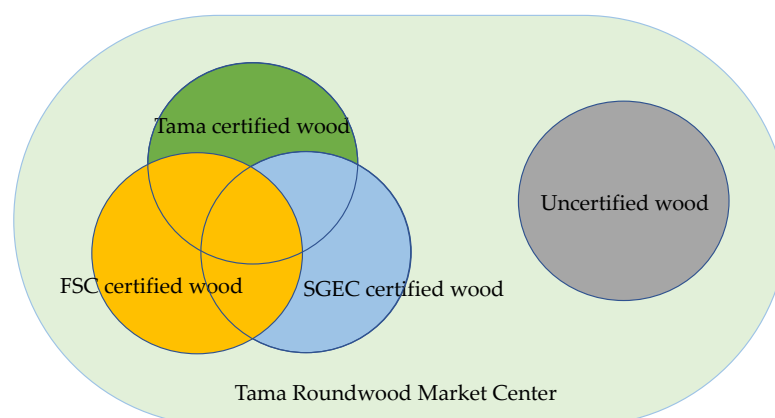 Tama certified wood
Uncertified wood
FSC certified wood
SGEC certified wood
Tama Roundwood Market Center